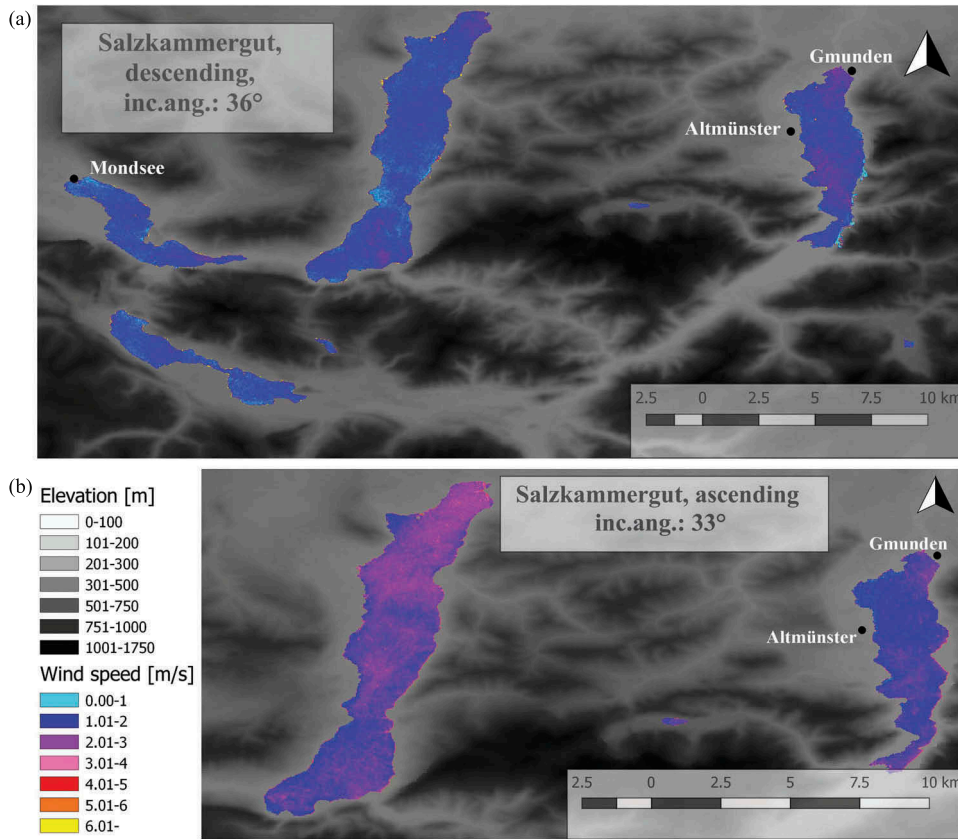 (a)
Salzkammergut,
descending,
inc.ang.: 36°
Gmunden
Altmünster
Mondsee
2.5 0 2.5 5 7.5 10 km
(b)
Elevation [m]
0-100
101-200
201-300
301-500
501-750
751-1000
1001-1750
Wind speed [m/s]
0.00-1
1.01-2
2.01-3
3.01-4
4.01-5
5.01-6
6.01-
Salzkammergut, ascending
inc.ang.: 33°
Gmunden
Altmünster
2.5 0 2.5 5 7.5 10 km